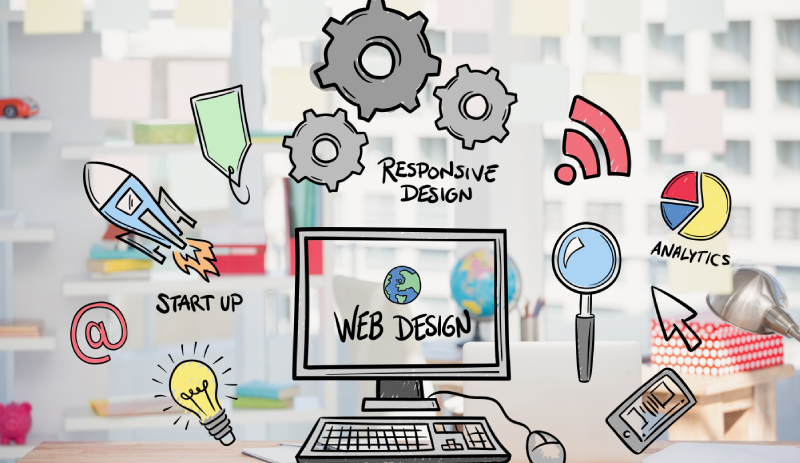 RESPONSIVE
DESIGN
ANALYTICS
START UP
@
WEB DESIGN